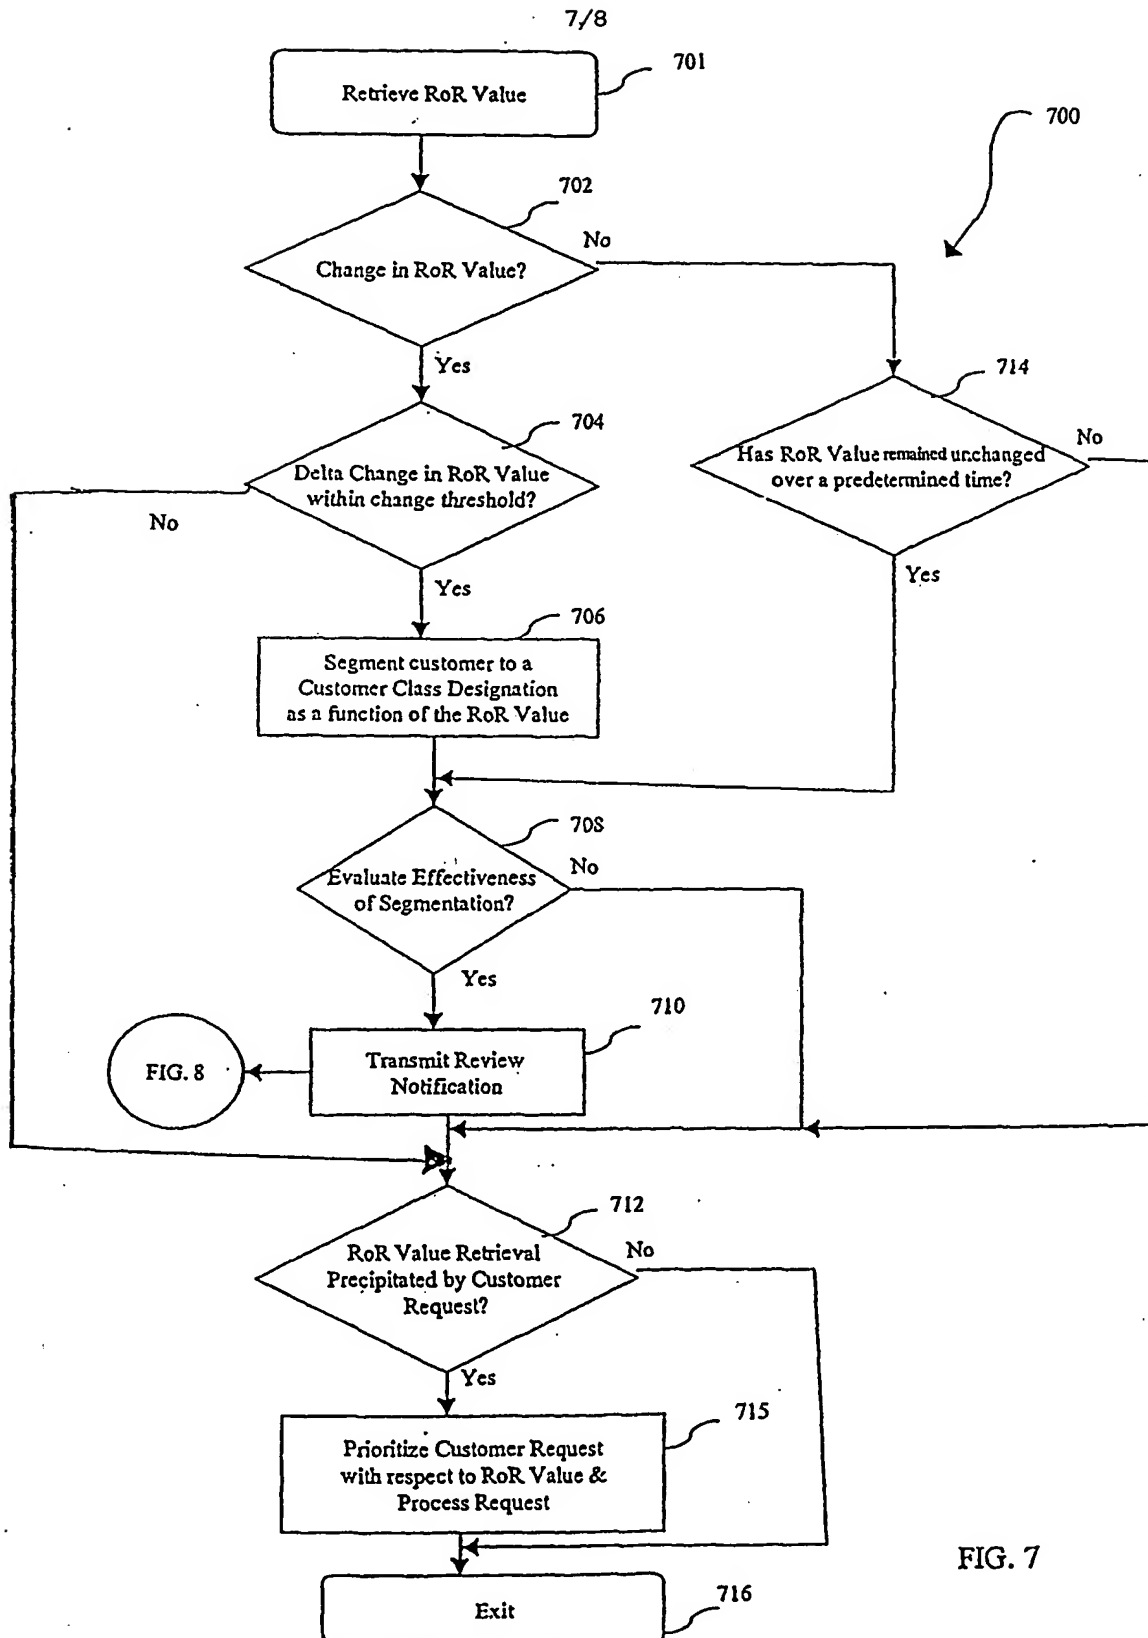 7/8
Retrieve RoR Value
701
700
702
Change in RoR Value?
No
Yes
714
704
Has RoR Value remained unchanged
over a predetermined time?
No
Delta Change in RoR Value
within change threshold?
No
Yes
Yes
706
Segment customer to a
Customer Class Designation
as a function of the RoR Value
708
Evaluate Effectiveness
of Segmentation?
No
Yes
710
Transmit Review
Notification
FIG. 8
712
RoR Value Retrieval
Precipitated by Customer
Request?
No
Yes
715
Prioritize Customer Request
with respect to RoR Value &
Process Request
FIG. 7
Exit
716